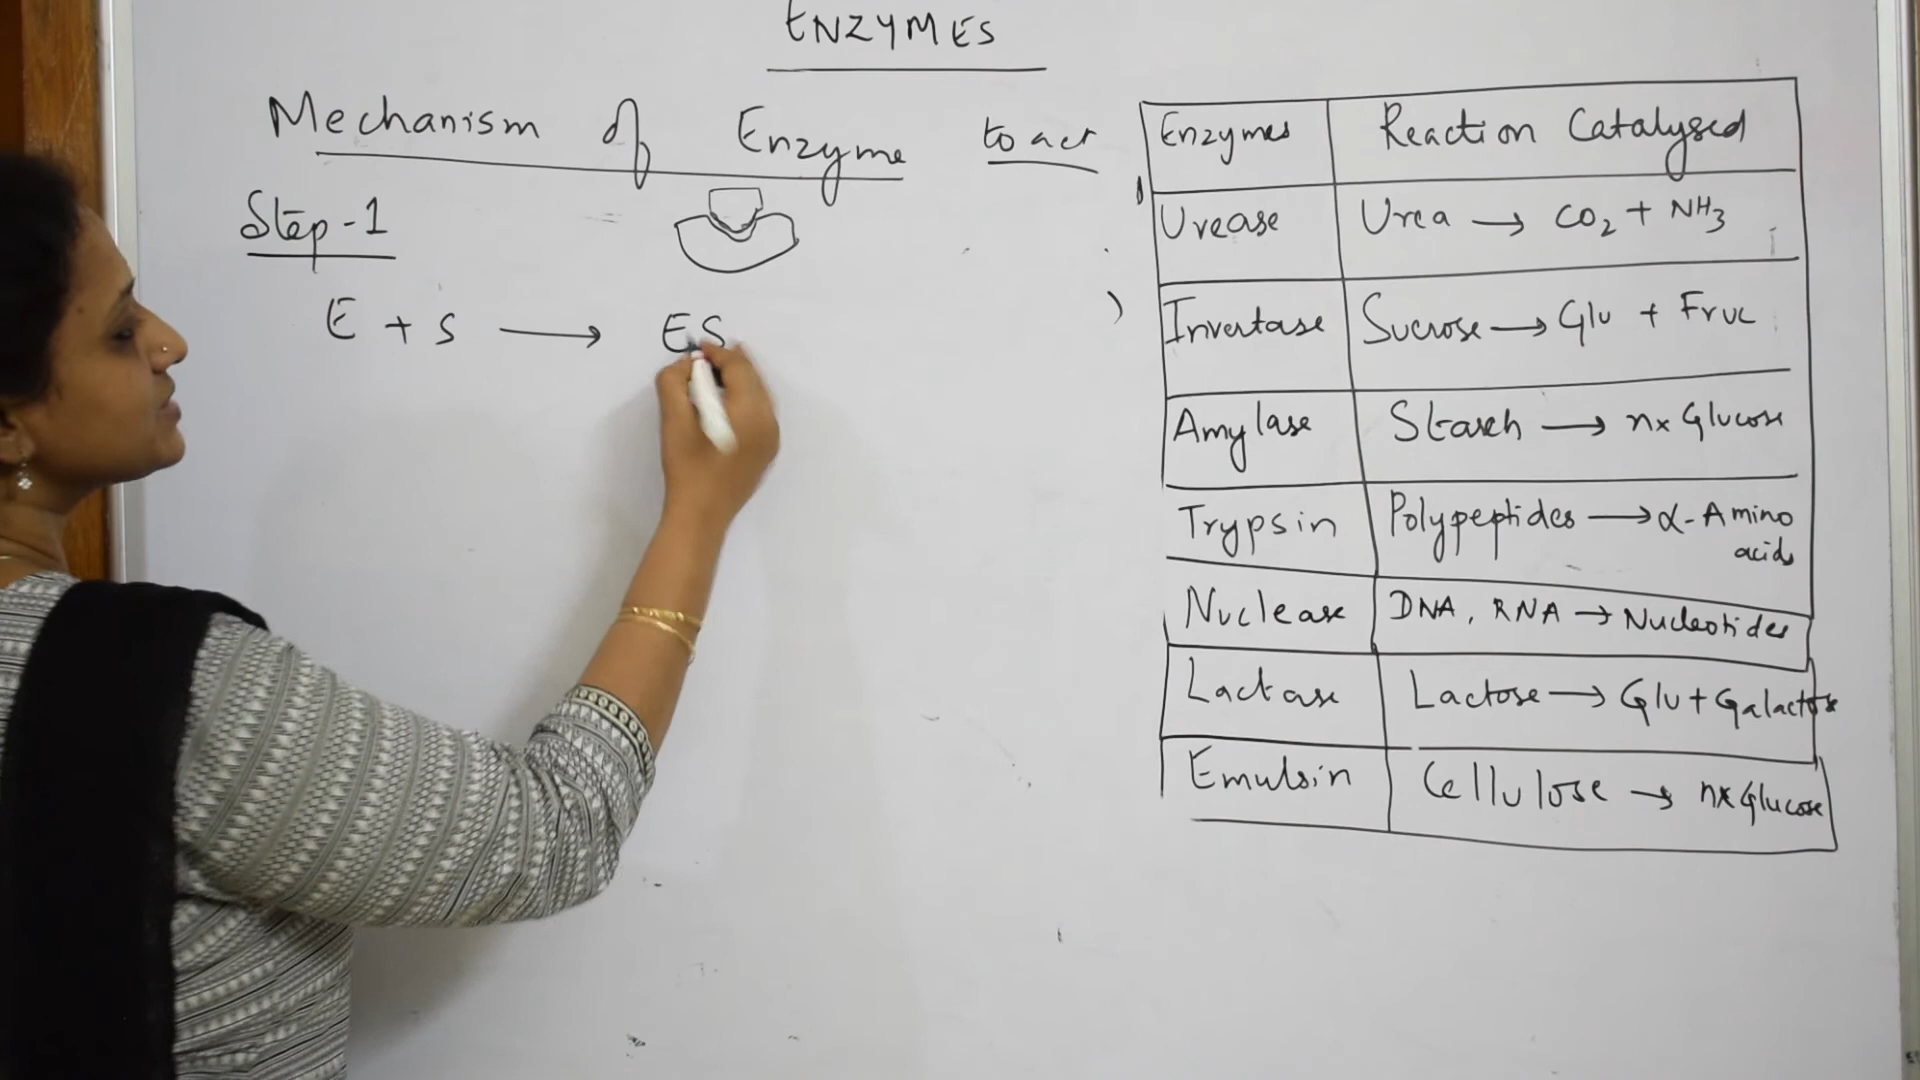 ENZYMES
Mechanism of Enzyme to act
Step-1
E + S ⟶ ES
Enzymes Reaction Catalysed
Urease Urea ⟶ CO₂ + NH₃
Invertase Sucrose ⟶ Glu + Fruc
Amylase Starch ⟶ nx Glucose
Trypsin Polypeptides ⟶ α-Amino
acids
Nuclease DNA, RNA → Nucleotides
Lactase Lactose ⟶ Glu + Galactose
Emulsin Cellulose → nx Glucose